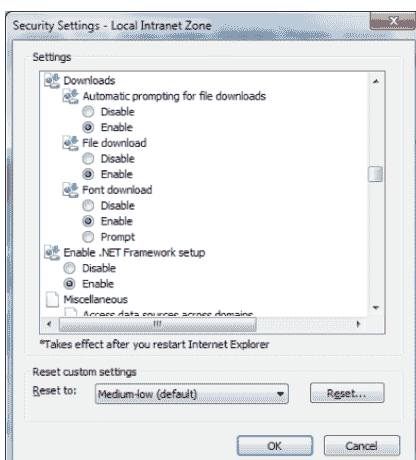 Security Settings - Local Intranet Zone
Settings
Downloads
Automatic prompting for file downloads
Disable
Enable
File download
Disable
Enable
Font download
Disable
Enable
Prompt
Enable .NET Framework setup
Disable
Enable
Miscellaneous
Access data sources across domains
*Takes effect after you restart Internet Explorer
Reset custom settings
Reset to: Medium-low (default) Reset...
OK Cancel